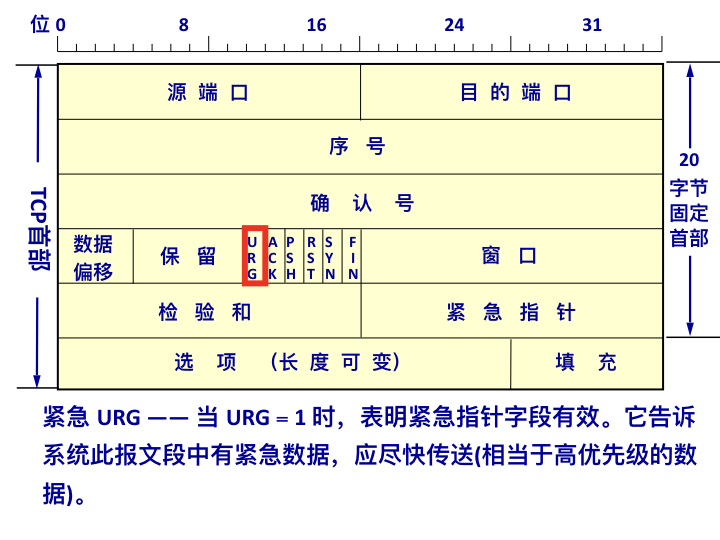 位 0 8 16 24 31
源 端 口 目 的 端 口
序 号
确 认 号
数据
偏移
保 留
URG
ACK
PSH
RST
SYN
FIN
窗 口
检 验 和 紧 急 指 针
选 项 （长 度 可 变） 填 充
TCP首部
20
字节
固定
首部
紧急 URG —— 当 URG = 1 时，表明紧急指针字段有效。它告诉
系统此报文段中有紧急数据，应尽快传送(相当于高优先级的数
据)。